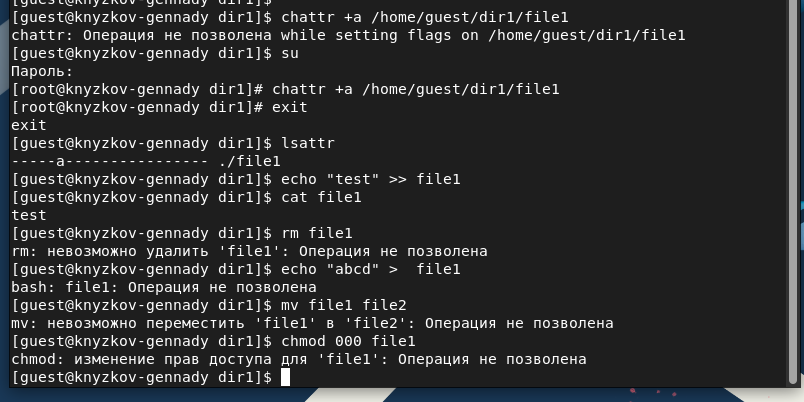 [guest@knyzkov-gennady dir1]$
[guest@knyzkov-gennady dir1]$ chattr +a /home/guest/dir1/file1
chattr: Операция не позволена while setting flags on /home/guest/dir1/file1
[guest@knyzkov-gennady dir1]$ su
Пароль:
[root@knyzkov-gennady dir1]# chattr +a /home/guest/dir1/file1
[root@knyzkov-gennady dir1]# exit
exit
[guest@knyzkov-gennady dir1]$ lsattr
-----a---------------- ./file1
[guest@knyzkov-gennady dir1]$ echo "test" >> file1
[guest@knyzkov-gennady dir1]$ cat file1
test
[guest@knyzkov-gennady dir1]$ rm file1
rm: невозможно удалить 'file1': Операция не позволена
[guest@knyzkov-gennady dir1]$ echo "abcd" >  file1
bash: file1: Операция не позволена
[guest@knyzkov-gennady dir1]$ mv file1 file2
mv: невозможно переместить 'file1' в 'file2': Операция не позволена
[guest@knyzkov-gennady dir1]$ chmod 000 file1
chmod: изменение прав доступа для 'file1': Операция не позволена
[guest@knyzkov-gennady dir1]$